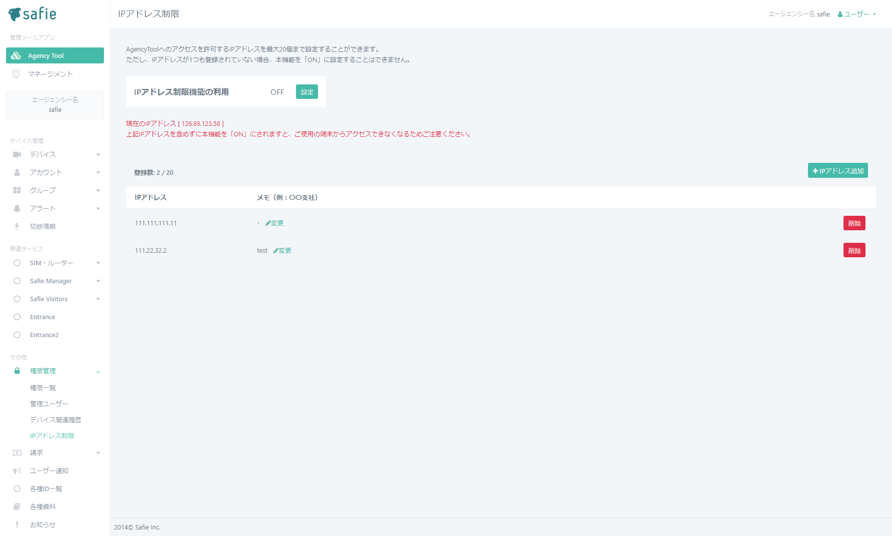 safie
IPアドレス制限
エージェンシー名 safie
ユーザー
管理ツールアプリ
Agency Tool
マネージメント
エージェンシー名
safie
デバイス管理
デバイス
アカウント
グループ
アラート
切断情報
関連サービス
SIM・ルーター
Safie Manager
Safie Visitors
Entrance
Entrance2
その他
権限管理
権限一覧
管理ユーザー
デバイス関連履歴
IPアドレス制限
請求
ユーザー通知
各種ID一覧
各種資料
お知らせ
AgencyToolへのアクセスを許可するIPアドレスを最大20個まで設定することができます。
ただし、IPアドレスが1つも登録されていない場合、本機能を「ON」に設定することはできません。
IPアドレス制限機能の利用 OFF 設定
現在のIPアドレス [ 126.89.123.58 ]
上記IPアドレスを含めずに本機能を「ON」にされますと、ご使用の端末からアクセスできなくなるためご注意ください。
登録数: 2 / 20
+IPアドレス追加
IPアドレス メモ（例：〇〇支社）
111.111.111.11 - 変更 削除
111.22.32.2 test 変更 削除
2014© Safie Inc.